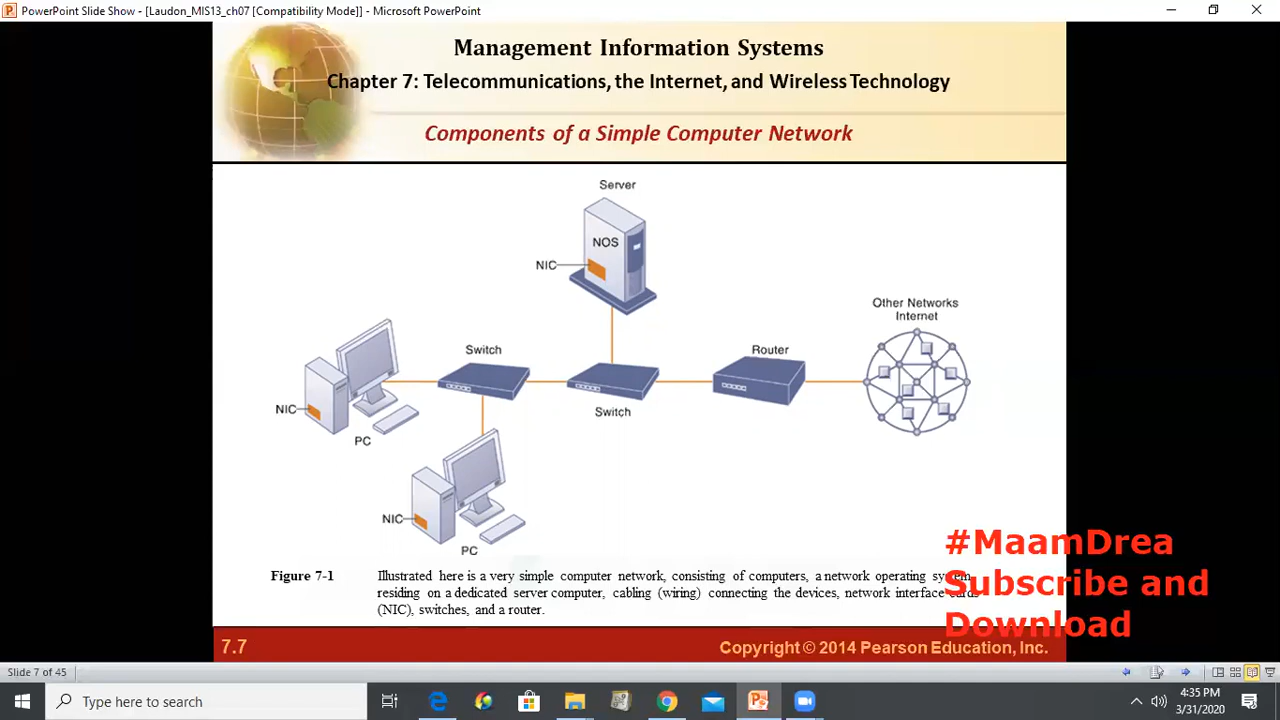 PowerPoint Slide Show - [Laudon_MIS13_ch07 [Compatibility Mode]] - Microsoft PowerPoint
Management Information Systems
Chapter 7: Telecommunications, the Internet, and Wireless Technology
Components of a Simple Computer Network
Server
NOS
NIC
Other Networks
Internet
Switch
Router
Switch
NIC
PC
NIC
PC
#MaamDrea
Subscribe and
Download
Figure 7-1
Illustrated here is a very simple computer network, consisting of computers, a network operating system
residing on a dedicated server computer, cabling (wiring) connecting the devices, network interface cards
(NIC), switches, and a router.
7.7
Copyright © 2014 Pearson Education, Inc.
Slide 7 of 45
Type here to search
4:35 PM
3/31/2020